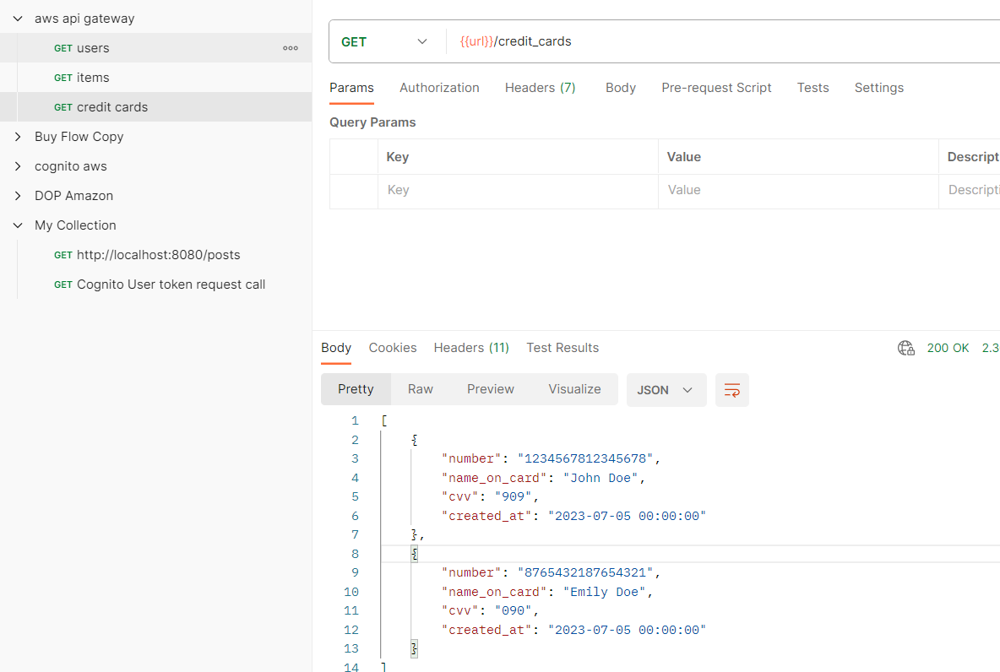 aws api gateway
GET users
GET items
GET credit cards
Buy Flow Copy
cognito aws
DOP Amazon
My Collection
GET http://localhost:8080/posts
GET Cognito User token request call
GET {{url}}/credit_cards
Params Authorization Headers (7) Body Pre-request Script Tests Settings
Query Params
Key Value Descript
Key Value Descripti
Body Cookies Headers (11) Test Results 200 OK 2.3
Pretty Raw Preview Visualize JSON
1 [
2 {
3 "number": "1234567812345678",
4 "name_on_card": "John Doe",
5 "cvv": "909",
6 "created_at": "2023-07-05 00:00:00"
7 },
8 {
9 "number": "8765432187654321",
10 "name_on_card": "Emily Doe",
11 "cvv": "090",
12 "created_at": "2023-07-05 00:00:00"
13 }
14 ]